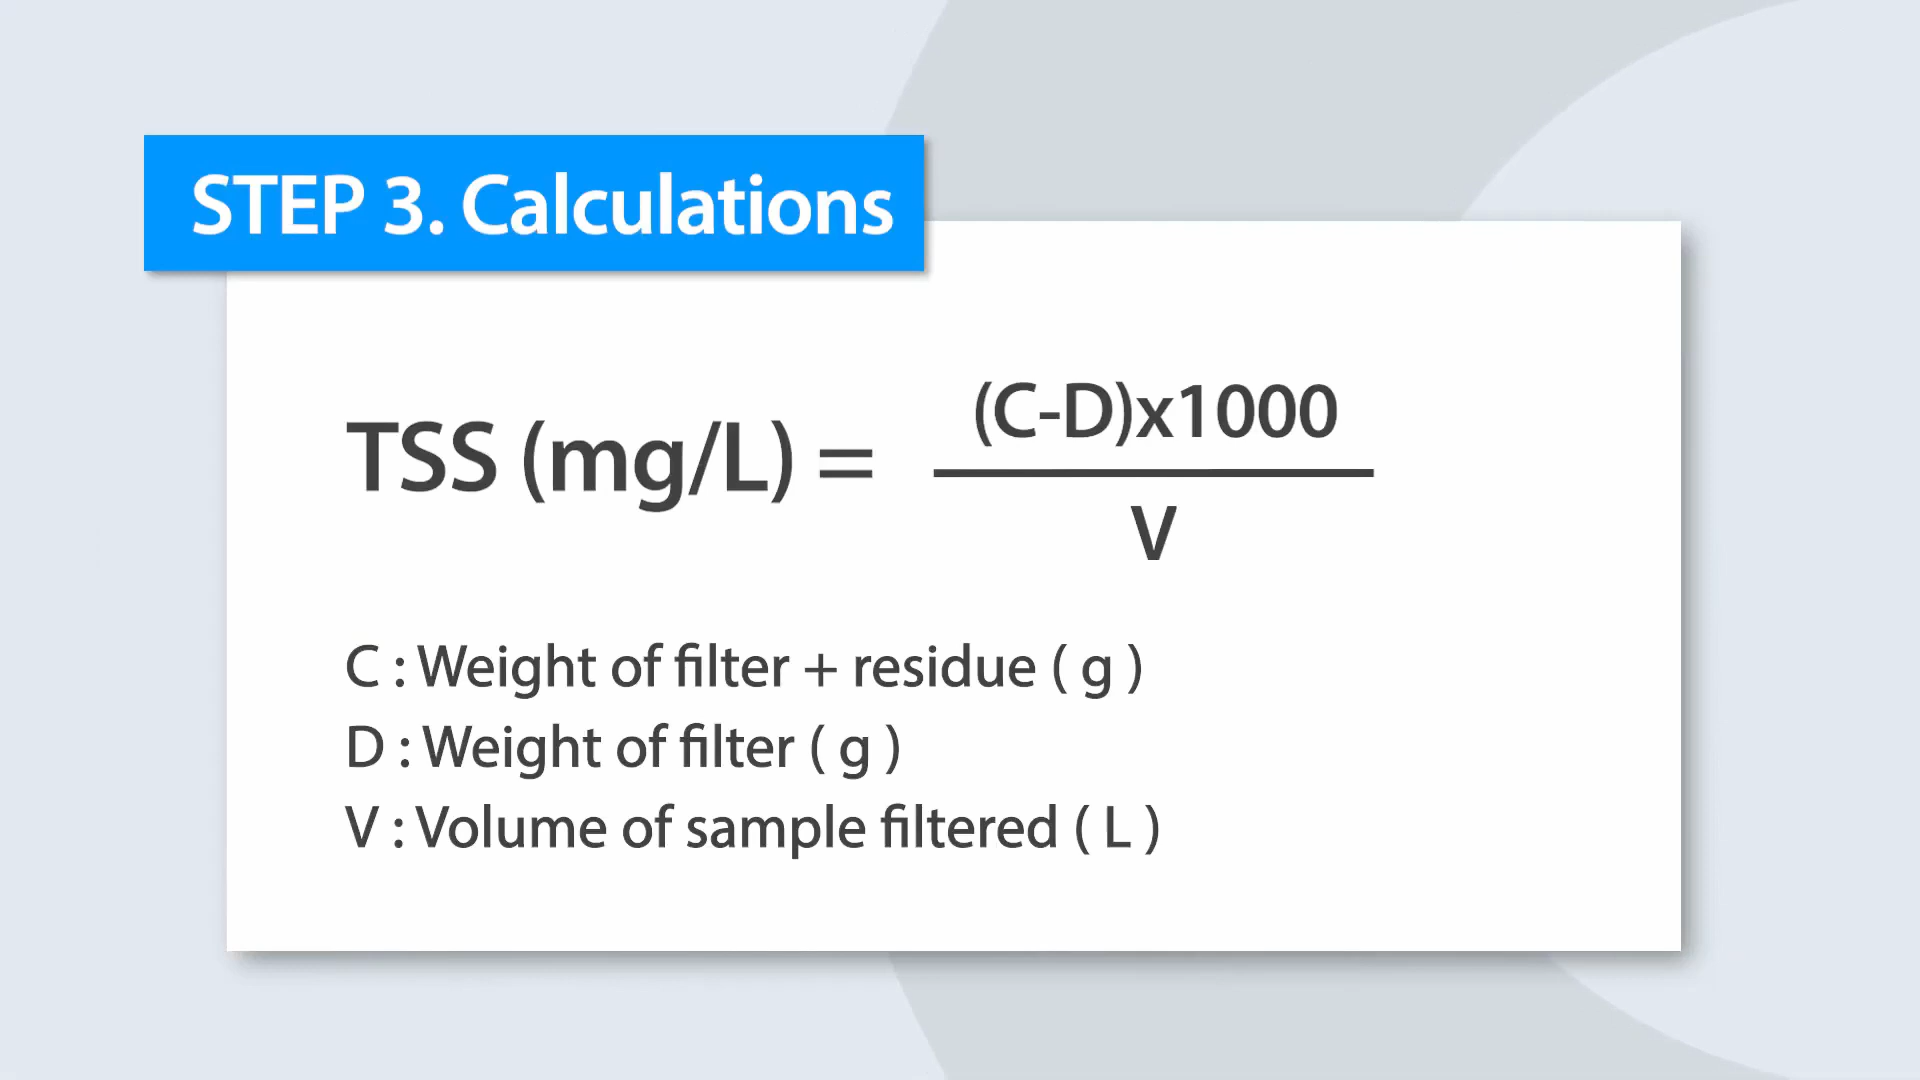 STEP 3. Calculations
TSS (mg/L) = (C-D)x1000
V
C : Weight of filter + residue ( g )
D : Weight of filter ( g )
V : Volume of sample filtered ( L )